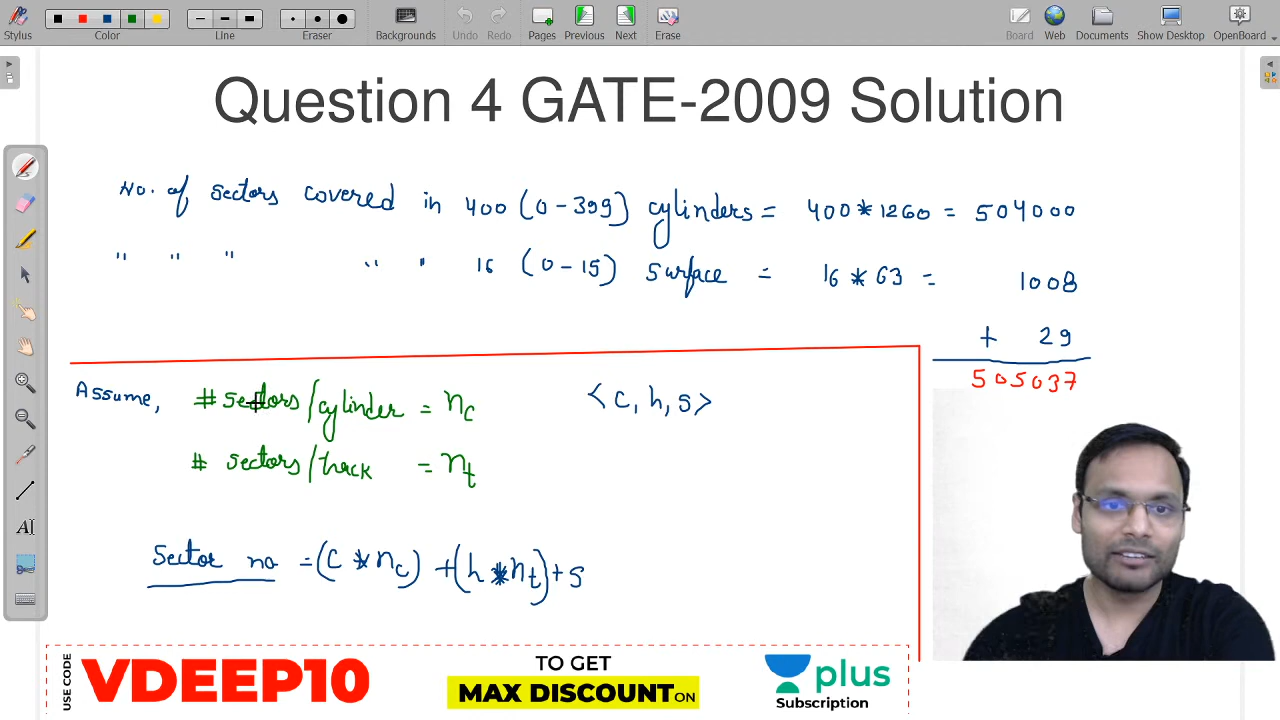 Stylus
Color
Line
Eraser
Backgrounds
Undo
Redo
Pages
Previous
Next
Erase
Board
Web
Documents
Show Desktop
OpenBoard
Question 4 GATE-2009 Solution
No. of sectors covered in 400 (0-399) cylinders = 400*1260 = 504000
" " " " " 16 (0-15) surface = 16*63 = 1008
+ 29
505037
Assume, # sectors/cylinder = nc <c, h, s>
# sectors/track = nt
Sector no = (c * nc) + (h * nt) + s
USE CODE
VDEEP10
TO GET
MAX DISCOUNT ON
plus
Subscription